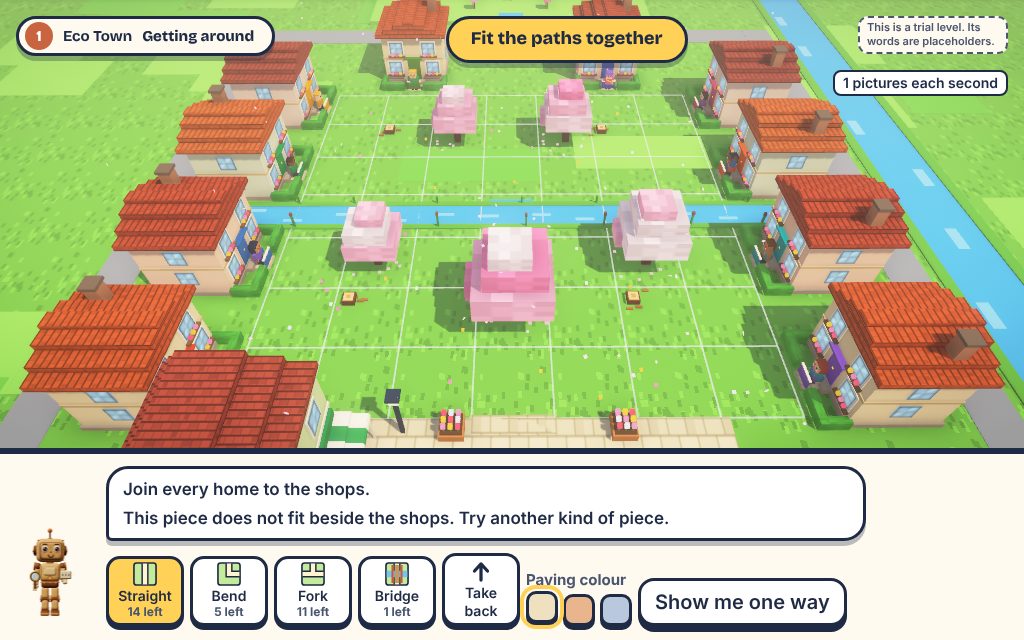 1 Eco Town Getting around
Fit the paths together
This is a trial level. Its
words are placeholders.
1 pictures each second
Join every home to the shops.
This piece does not fit beside the shops. Try another kind of piece.
Straight
14 left
Bend
5 left
Fork
11 left
Bridge
1 left
Take
back
Paving colour
Show me one way